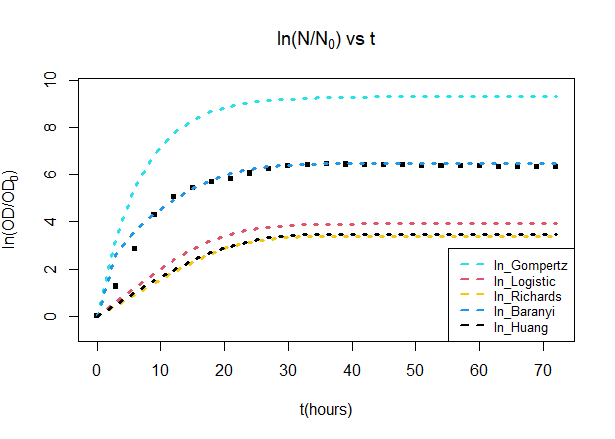 ln(N/N₀) vs t
ln(OD/OD₀)
10
8
6
4
2
0
ln_Gompertz
ln_Logistic
ln_Richards
ln_Baranyi
ln_Huang
0 10 20 30 40 50 60 70
t(hours)